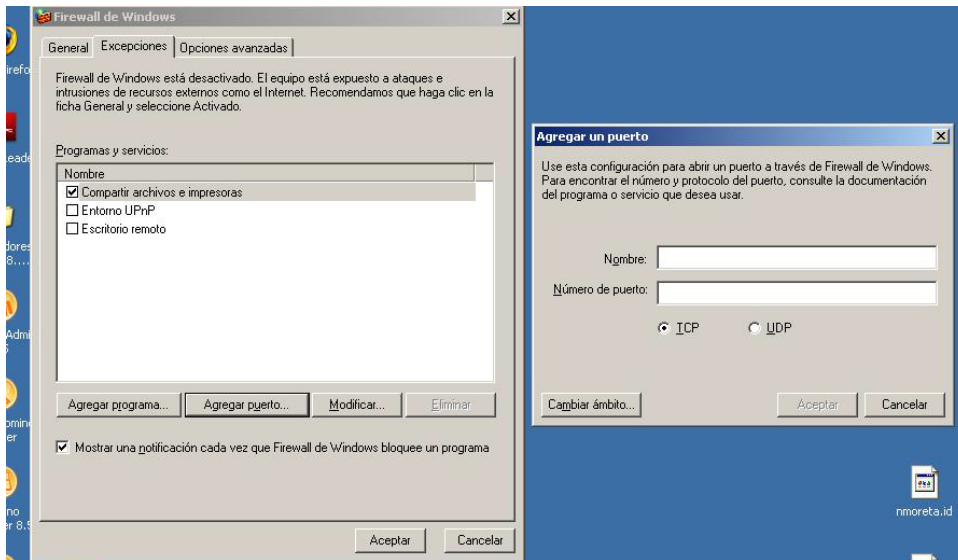 Firewall de Windows
General
Excepciones
Opciones avanzadas
Firewall de Windows está desactivado. El equipo está expuesto a ataques e
intrusiones de recursos externos como el Internet. Recomendamos que haga clic en la
ficha General y seleccione Activado.
Programas y servicios:
Nombre
Compartir archivos e impresoras
Entorno UPnP
Escritorio remoto
Agregar programa...
Agregar puerto...
Modificar...
Eliminar
Mostrar una notificación cada vez que Firewall de Windows bloquee un programa
Aceptar
Cancelar
Agregar un puerto
Use esta configuración para abrir un puerto a través de Firewall de Windows.
Para encontrar el número y protocolo del puerto, consulte la documentación
del programa o servicio que desea usar.
Nombre:
Número de puerto:
TCP
UDP
Cambiar ámbito...
Aceptar
Cancelar
nmoreta.id